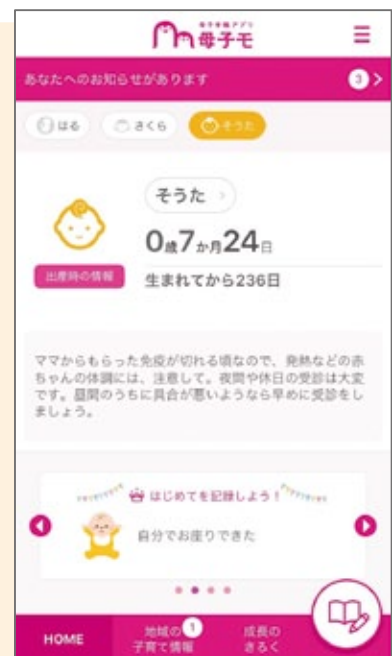 母子手帳アプリ
母子モ
あなたへのお知らせがあります 3
はる さくら そうた
そうた
0歳7か月24日
出産時の情報
生まれてから236日
ママからもらった免疫が切れる頃なので、発熱などの赤
ちゃんの体調には、注意して。夜間や休日の受診は大変
です。昼間のうちに具合が悪いようなら早めに受診をし
ましょう。
はじめてを記録しよう!
自分でお座りできた
HOME
地域の 1
子育て情報
成長の
きろく